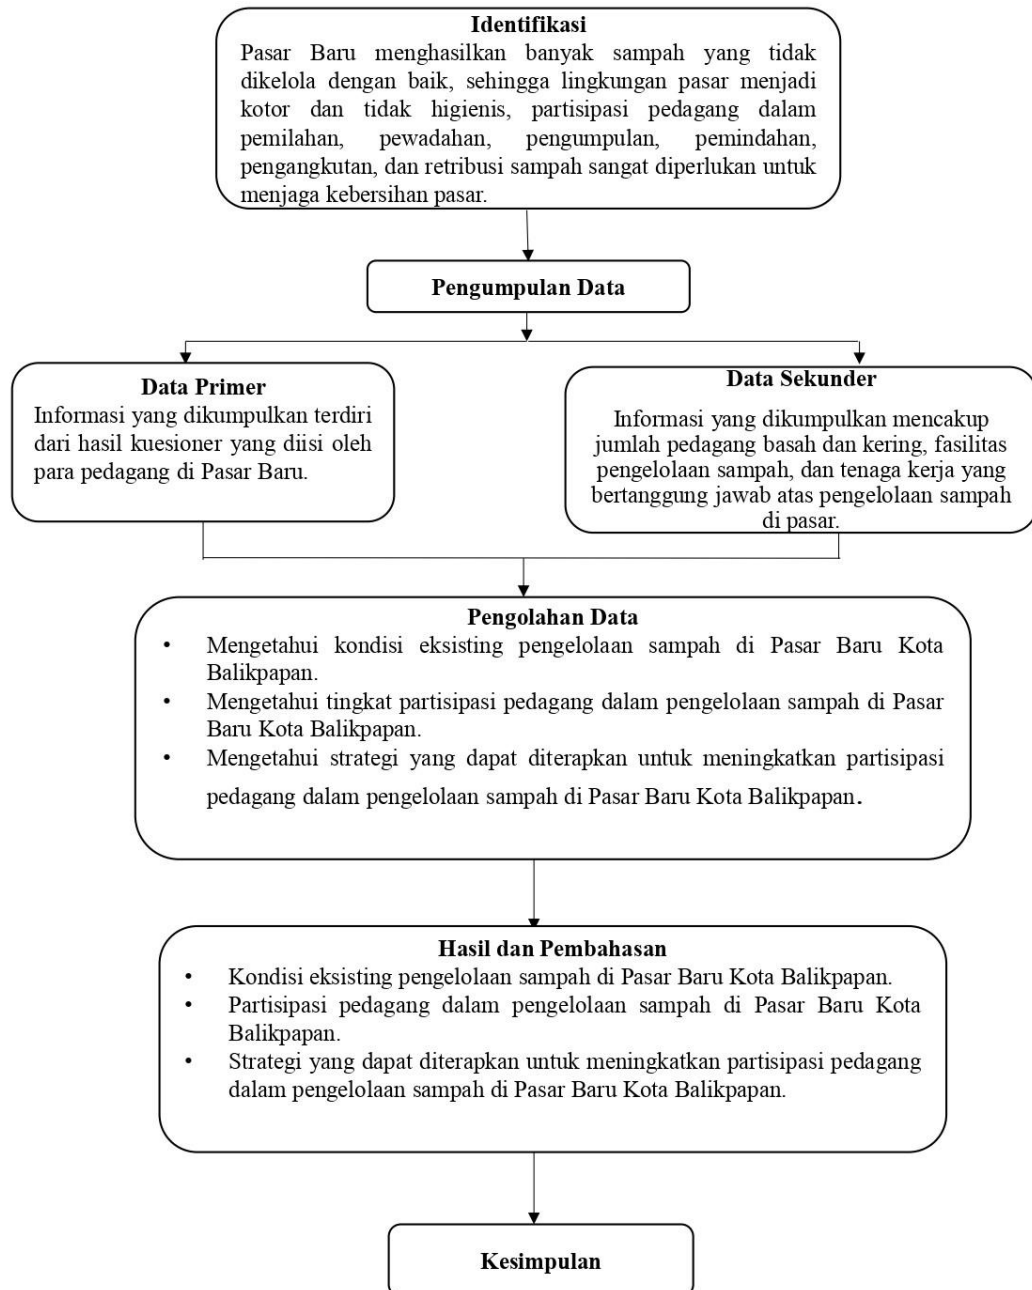 Identifikasi
Pasar Baru menghasilkan banyak sampah yang tidak
dikelola dengan baik, sehingga lingkungan pasar menjadi
kotor dan tidak higienis, partisipasi pedagang dalam
pemilahan, pewadahan, pengumpulan, pemindahan,
pengangkutan, dan retribusi sampah sangat diperlukan untuk
menjaga kebersihan pasar.
Pengumpulan Data
Data Primer
Informasi yang dikumpulkan terdiri
dari hasil kuesioner yang diisi oleh
para pedagang di Pasar Baru.
Data Sekunder
Informasi yang dikumpulkan mencakup
jumlah pedagang basah dan kering, fasilitas
pengelolaan sampah, dan tenaga kerja yang
bertanggung jawab atas pengelolaan sampah
di pasar.
Pengolahan Data
• Mengetahui kondisi eksisting pengelolaan sampah di Pasar Baru Kota
Balikpapan.
• Mengetahui tingkat partisipasi pedagang dalam pengelolaan sampah di Pasar
Baru Kota Balikpapan.
• Mengetahui strategi yang dapat diterapkan untuk meningkatkan partisipasi
pedagang dalam pengelolaan sampah di Pasar Baru Kota Balikpapan.
Hasil dan Pembahasan
• Kondisi eksisting pengelolaan sampah di Pasar Baru Kota Balikpapan.
• Partisipasi pedagang dalam pengelolaan sampah di Pasar Baru Kota
Balikpapan.
• Strategi yang dapat diterapkan untuk meningkatkan partisipasi pedagang
dalam pengelolaan sampah di Pasar Baru Kota Balikpapan.
Kesimpulan